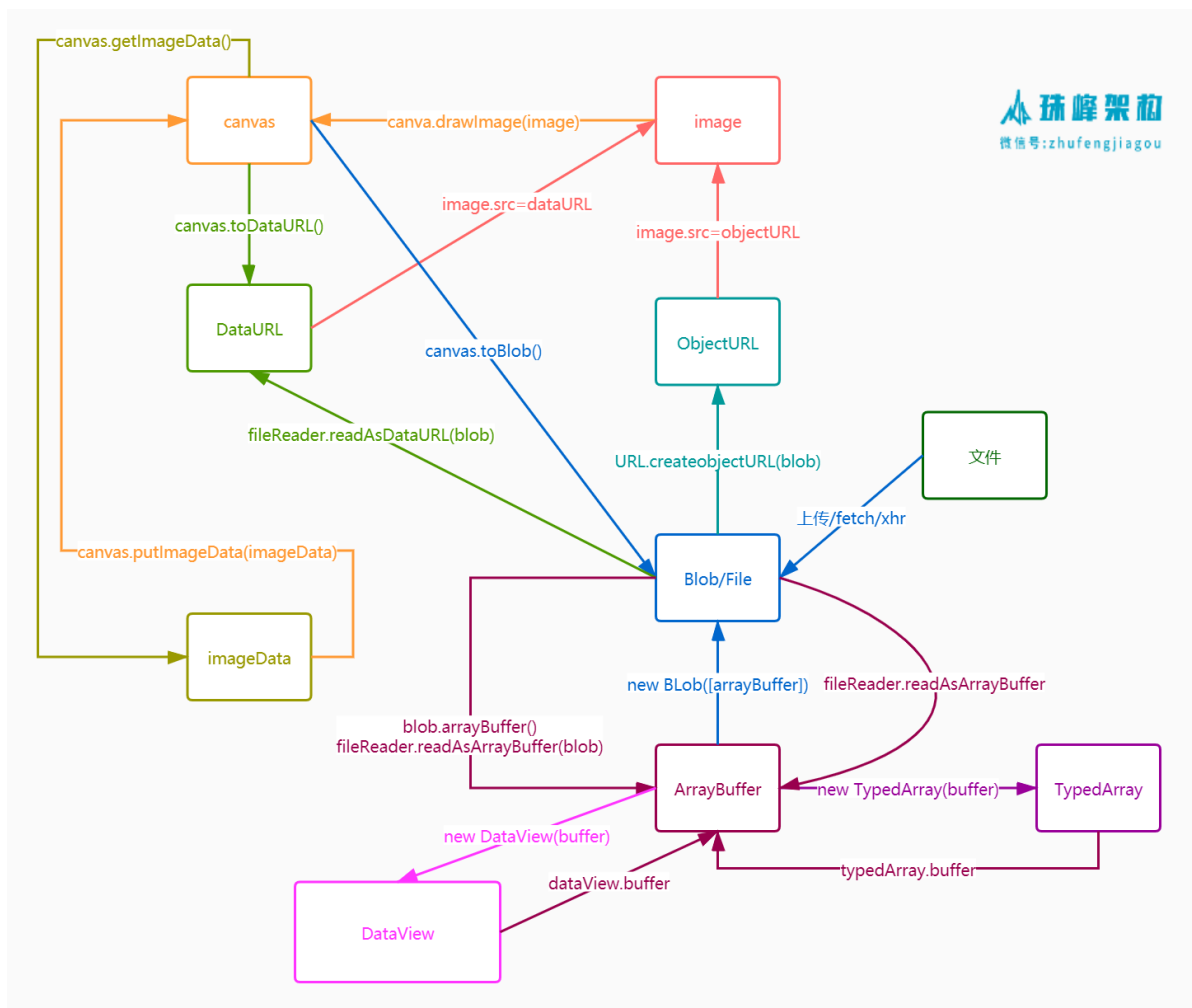 canvas.getImageData()
canvas
canva.drawImage(image)
image
珠峰架构
微信号:zhufengjiagou
image.src=dataURL
canvas.toDataURL()
image.src=objectURL
DataURL
ObjectURL
canvas.toBlob()
fileReader.readAsDataURL(blob)
URL.createobjectURL(blob)
文件
上传/fetch/xhr
canvas.putImageData(imageData)
Blob/File
imageData
new BLob([arrayBuffer])
fileReader.readAsArrayBuffer
blob.arrayBuffer()
fileReader.readAsArrayBuffer(blob)
ArrayBuffer
new TypedArray(buffer)
TypedArray
new DataView(buffer)
typedArray.buffer
dataView.buffer
DataView